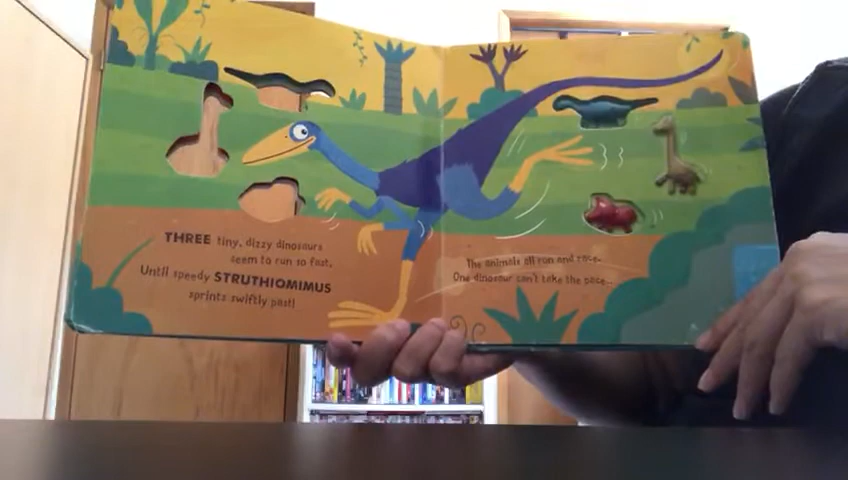 THREE tiny, dizzy dinosaurs
seem to run so fast,
Until speedy STRUTHIOMIMUS
sprints swiftly past!
The animals all run and race.
One dinosaur can't take the pace..